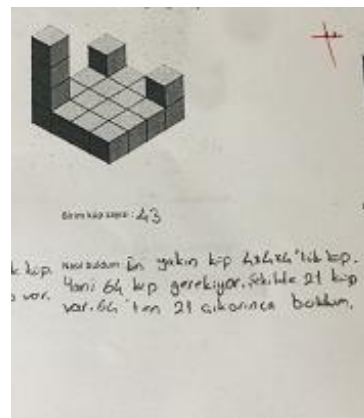 Birim küp sayısı: 43
k küp. Nasıl buldum: En yakın küp 4x4x4'lük küp.
o var. Yani 64 küp gerekiyor. Şekilde 21 küp
var. 64'ten 21 çıkarınca buldum.